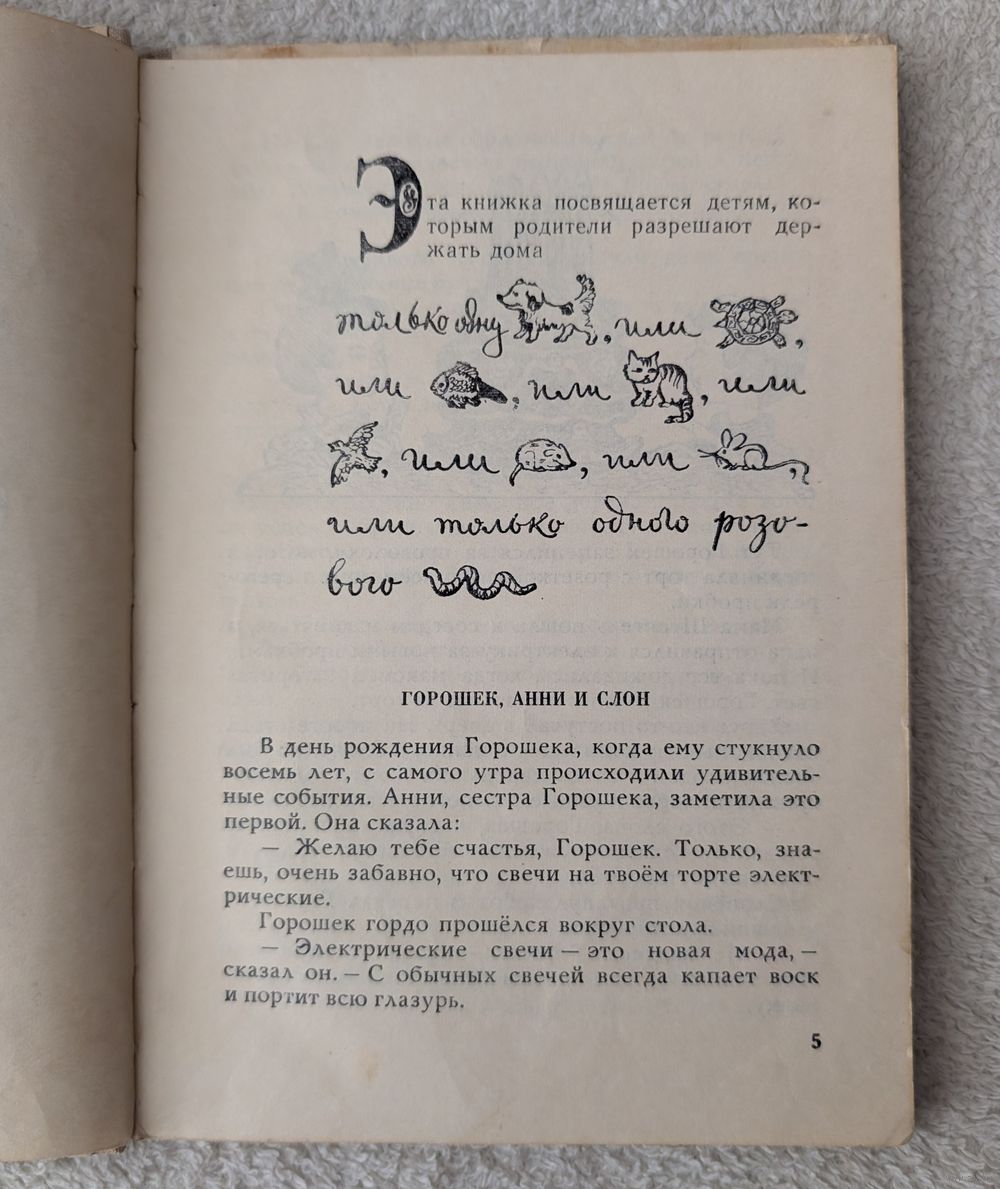 Эта книжка посвящается детям, ко-
торым родители разрешают дер-
жать дома
только одну , или ,
или , или , или
, или , или ,
или только одного розо-
вого
ГОРОШЕК, АННИ И СЛОН
В день рождения Горошека, когда ему стукнуло
восемь лет, с самого утра происходили удивитель-
ные события. Анни, сестра Горошека, заметила это
первой. Она сказала:
— Желаю тебе счастья, Горошек. Только, зна-
ешь, очень забавно, что свечи на твоём торте элект-
рические.
Горошек гордо прошёлся вокруг стола.
— Электрические свечи — это новая мода, —
сказал он. — С обычных свечей всегда капает воск
и портит всю глазурь.
5